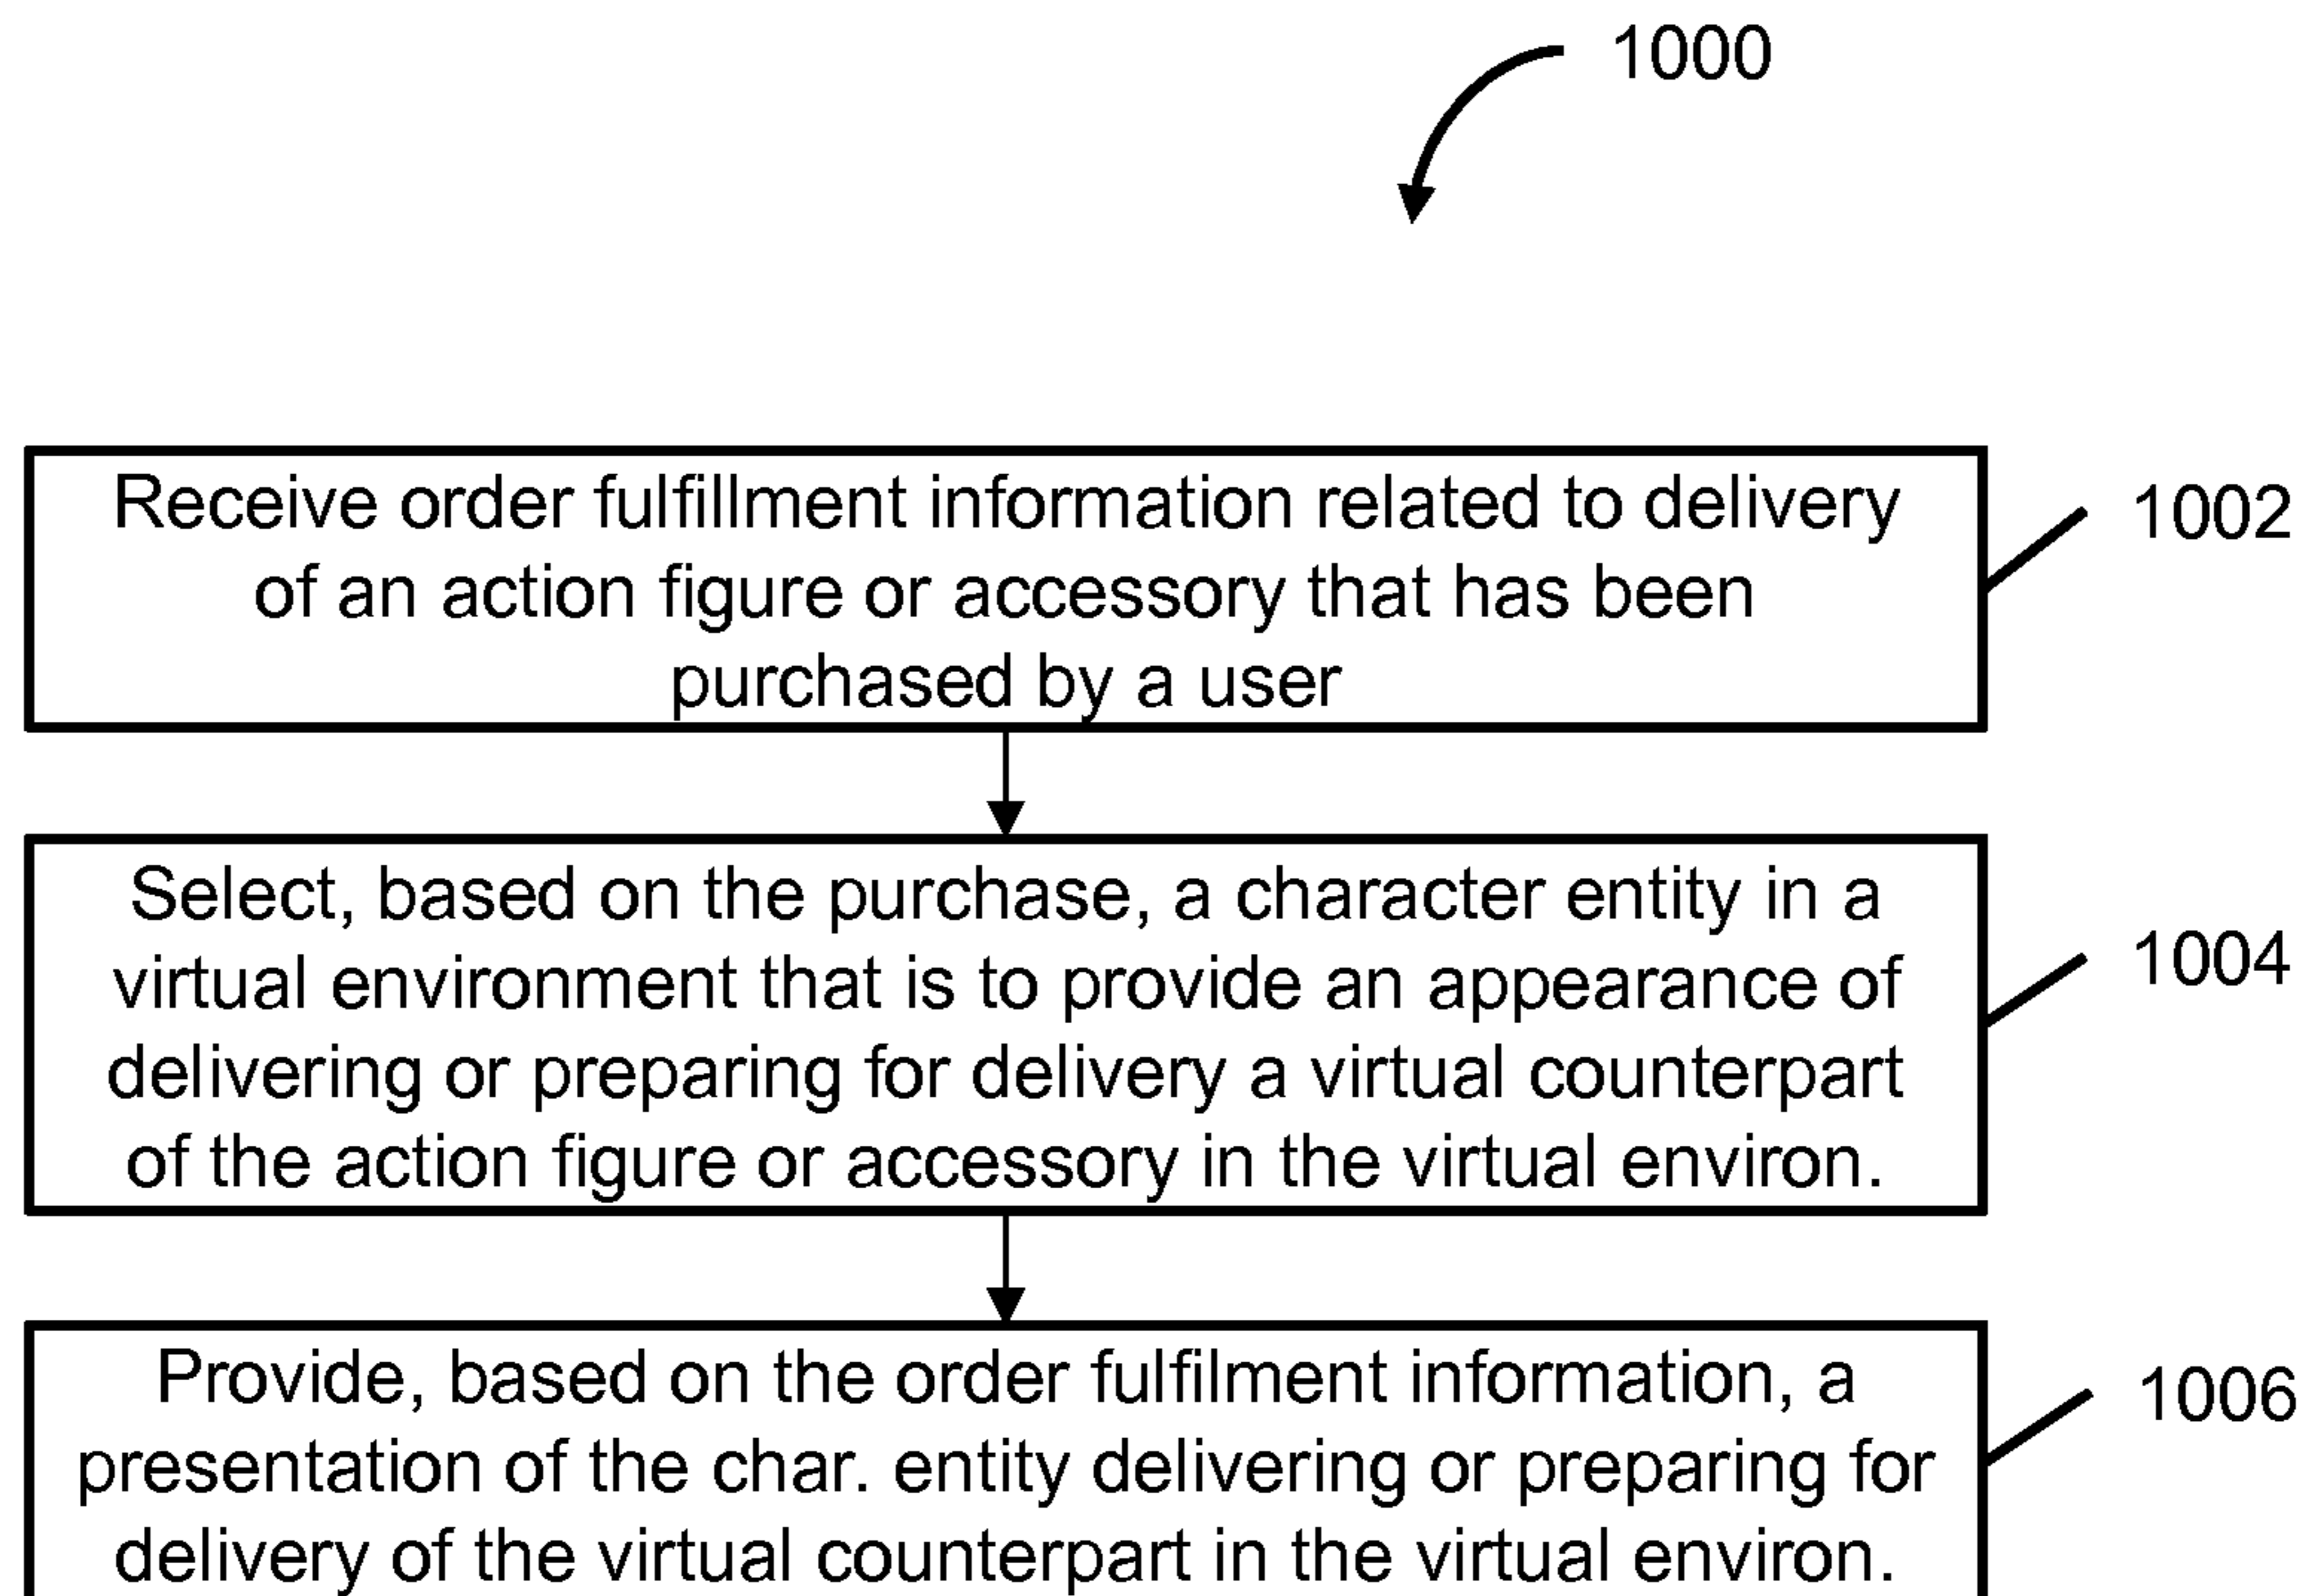 1000
Receive order fulfillment information related to delivery
of an action figure or accessory that has been
purchased by a user
1002
Select, based on the purchase, a character entity in a
virtual environment that is to provide an appearance of
delivering or preparing for delivery a virtual counterpart
of the action figure or accessory in the virtual environ.
1004
Provide, based on the order fulfilment information, a
presentation of the char. entity delivering or preparing for
delivery of the virtual counterpart in the virtual environ.
1006